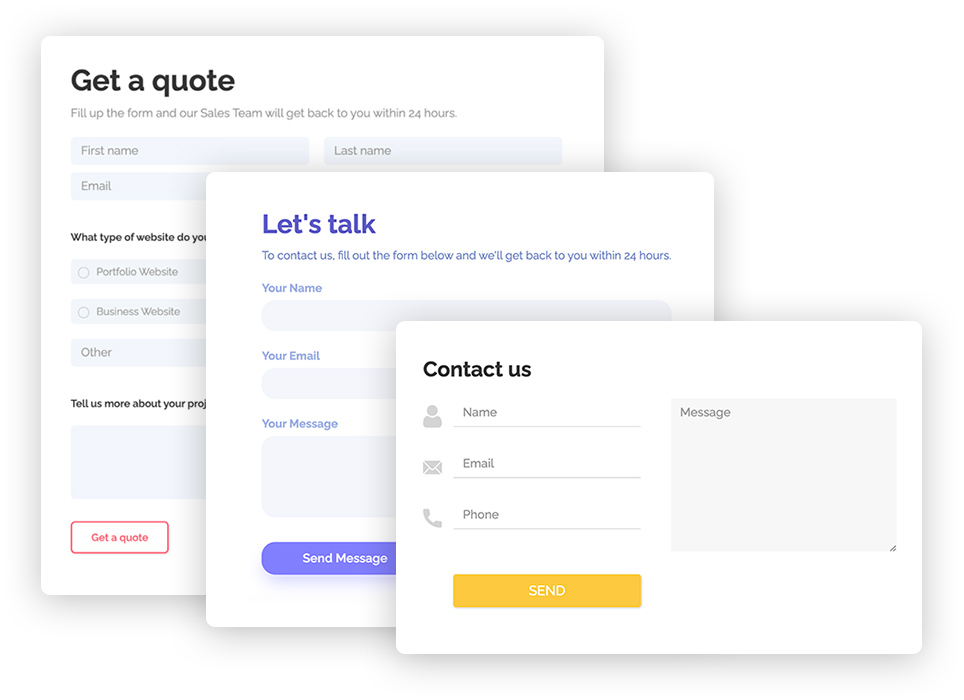 Get a quote
Fill up the form and our Sales Team will get back to you within 24 hours.
First name
Last name
Email
What type of website do you
Portfolio Website
Business Website
Other
Tell us more about your
Get a quote
Let's talk
To contact us, fill out the form below and we'll get back to you within 24 hours.
Your Name
Your Email
Your Message
Send Message
Contact us
Name
Email
Phone
Message
SEND